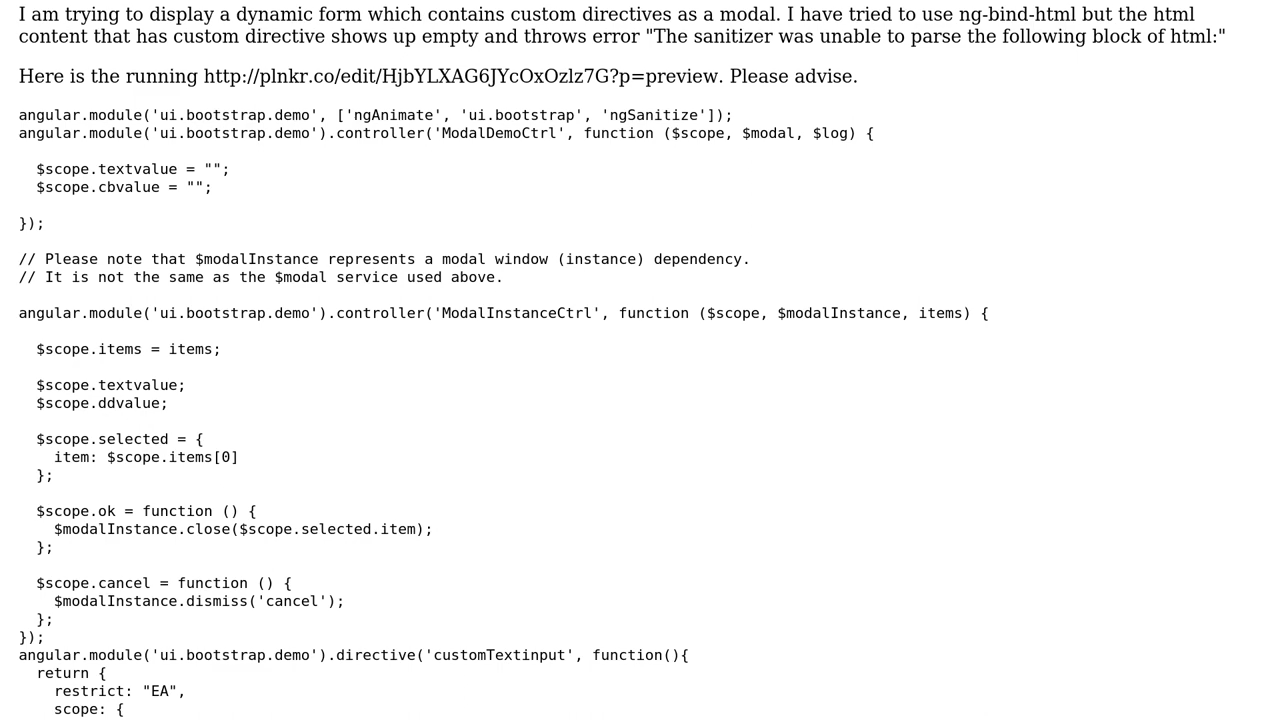 I am trying to display a dynamic form which contains custom directives as a modal. I have tried to use ng-bind-html but the html
content that has custom directive shows up empty and throws error "The sanitizer was unable to parse the following block of html:"
Here is the running http://plnkr.co/edit/HjbYLXAG6JYcOxOzlz7G?p=preview. Please advise.
angular.module('ui.bootstrap.demo', ['ngAnimate', 'ui.bootstrap', 'ngSanitize']);
angular.module('ui.bootstrap.demo').controller('ModalDemoCtrl', function ($scope, $modal, $log) {
  $scope.textvalue = "";
  $scope.cbvalue = "";
});
// Please note that $modalInstance represents a modal window (instance) dependency.
// It is not the same as the $modal service used above.
angular.module('ui.bootstrap.demo').controller('ModalInstanceCtrl', function ($scope, $modalInstance, items) {
  $scope.items = items;
  $scope.textvalue;
  $scope.ddvalue;
  $scope.selected = {
    item: $scope.items[0]
  };
  $scope.ok = function () {
    $modalInstance.close($scope.selected.item);
  };
  $scope.cancel = function () {
    $modalInstance.dismiss('cancel');
  };
});
angular.module('ui.bootstrap.demo').directive('customTextinput', function(){
  return {
    restrict: "EA",
    scope: {